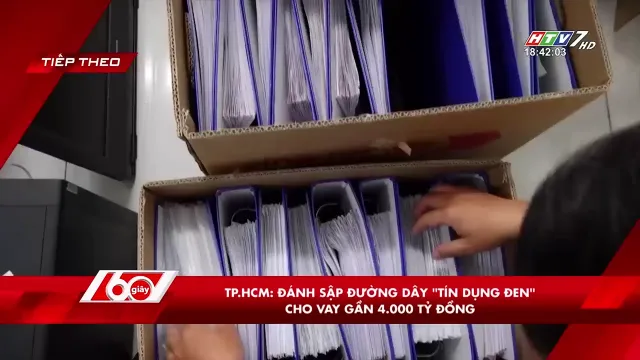 TIẾP THEO
HTV7 HD
18:42:03
60 giây
TP.HCM: ĐÁNH SẬP ĐƯỜNG DÂY "TÍN DỤNG ĐEN"
CHO VAY GẦN 4.000 TỶ ĐỒNG